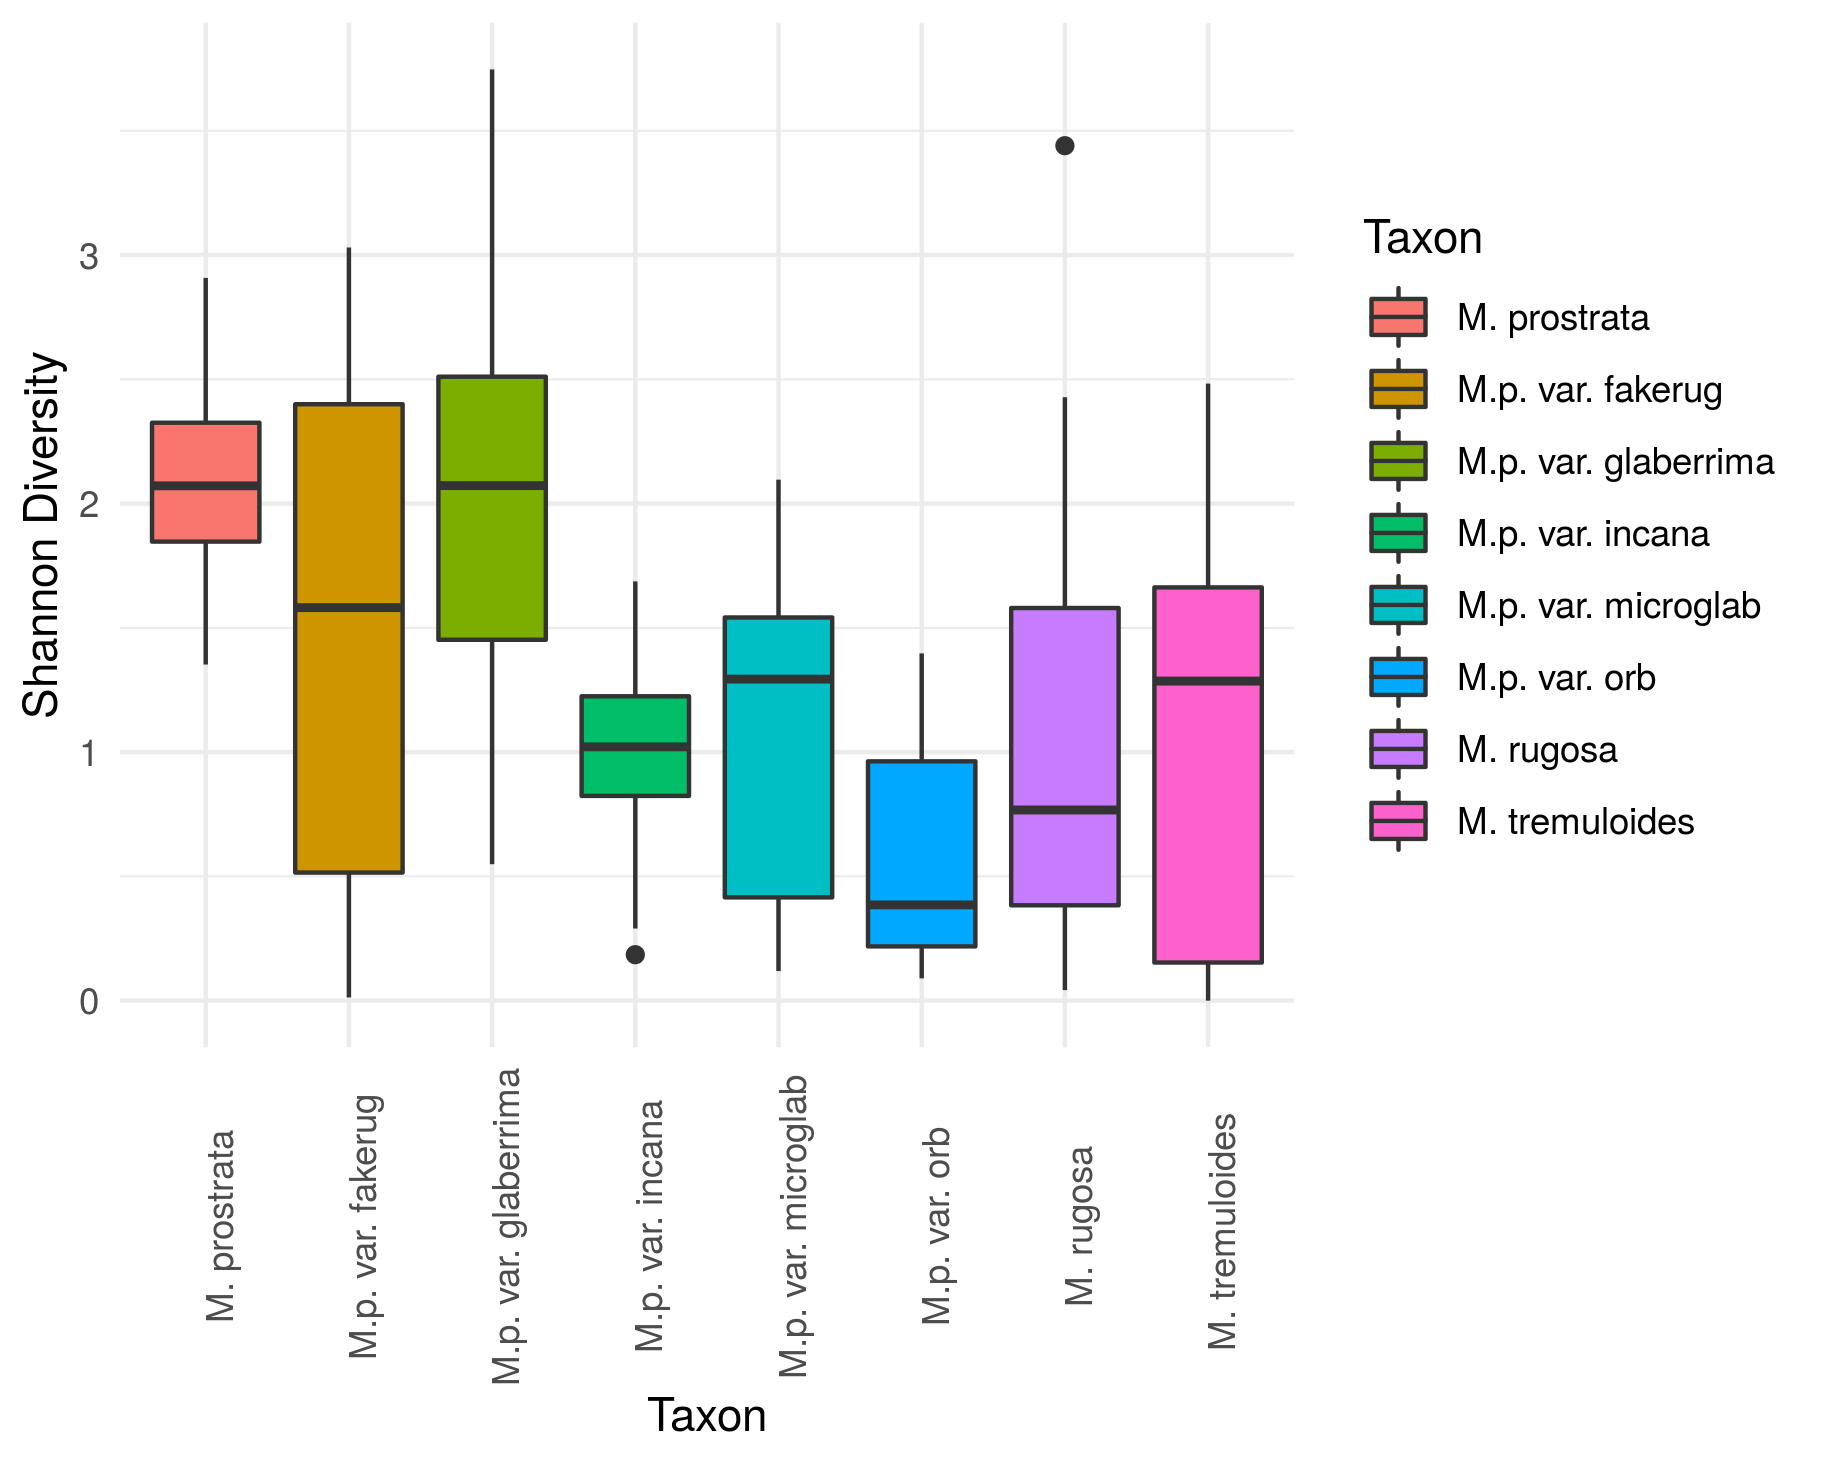 Shannon Diversity
3
2
1
0
M. prostrata
M.p. var. fakerug
M.p. var. glaberrima
M.p. var. incana
M.p. var. microglab
M.p. var. orb
M. rugosa
M. tremuloides
Taxon
Taxon
M. prostrata
M.p. var. fakerug
M.p. var. glaberrima
M.p. var. incana
M.p. var. microglab
M.p. var. orb
M. rugosa
M. tremuloides